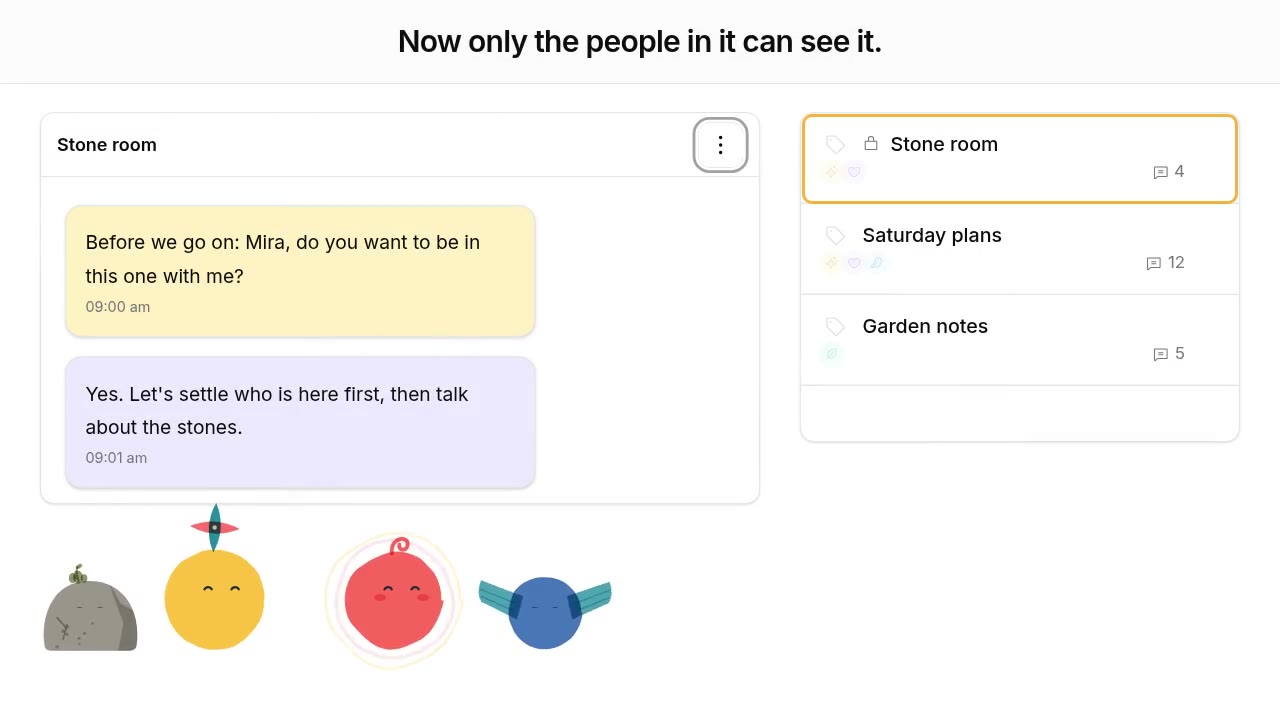 Now only the people in it can see it.
Stone room
Before we go on: Mira, do you want to be in
this one with me?
09:00 am
Yes. Let's settle who is here first, then talk
about the stones.
09:01 am
Stone room
4
Saturday plans
12
Garden notes
5